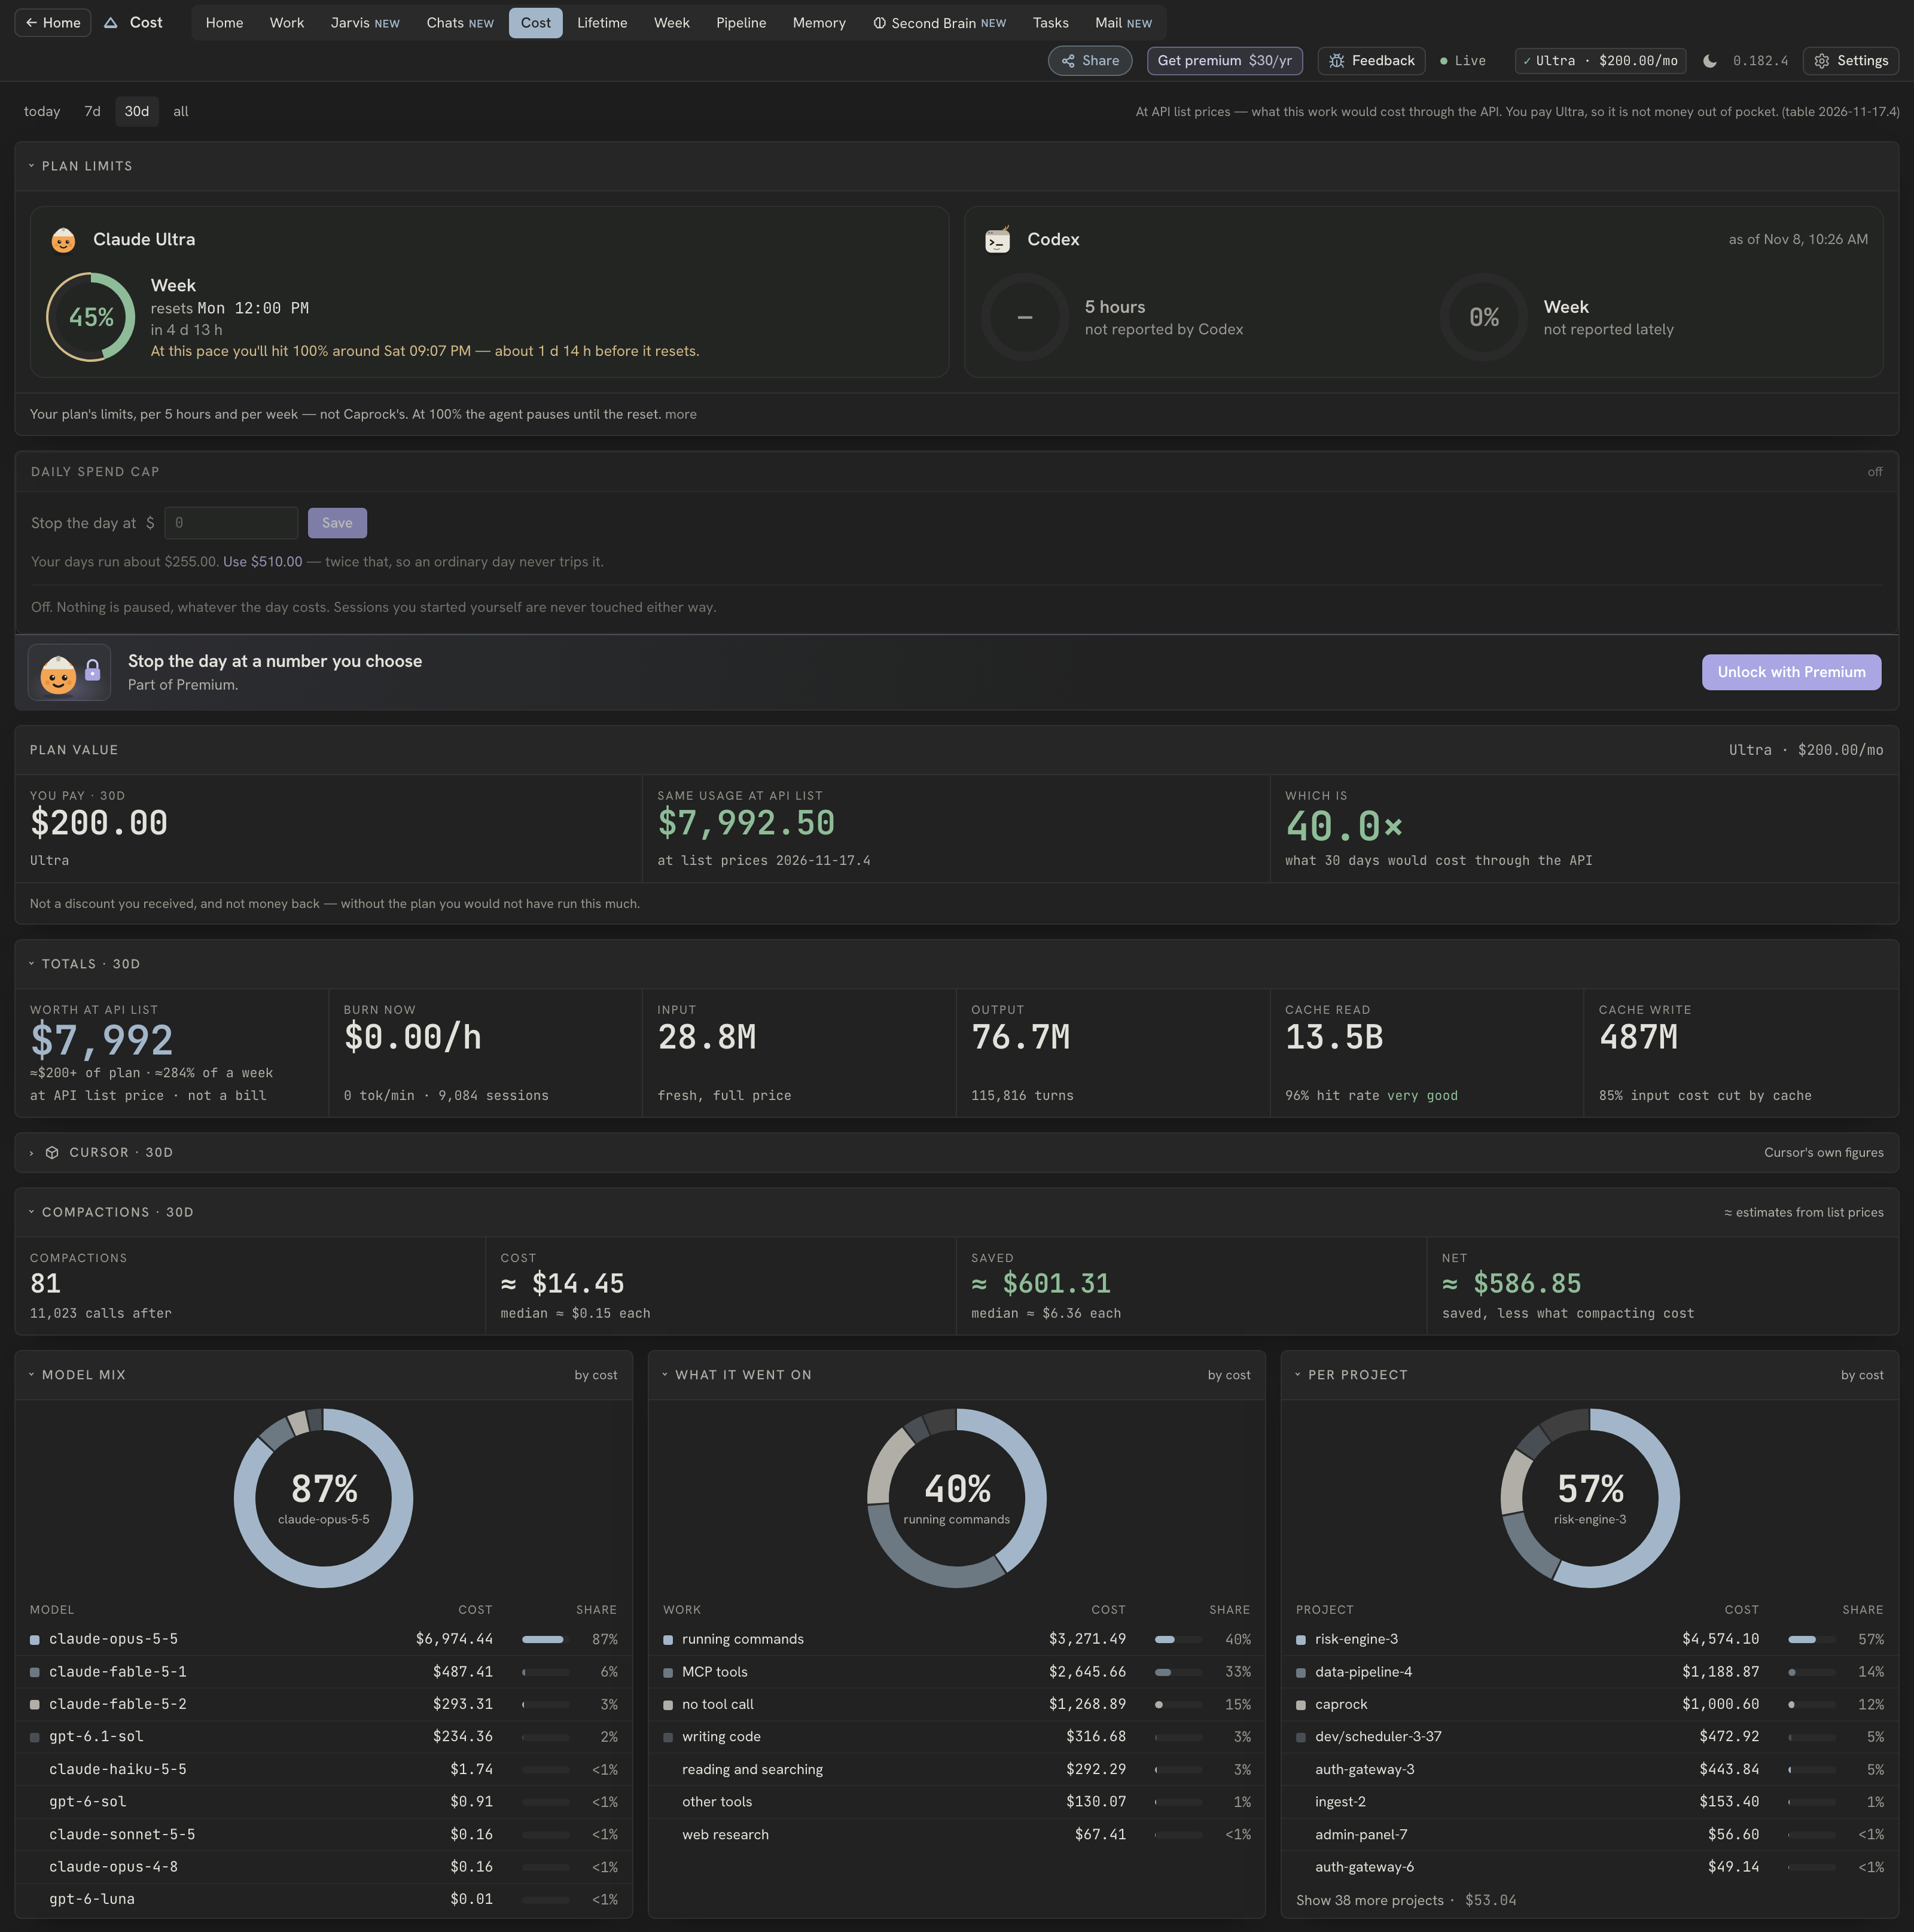 ← Home Cost Home Work Jarvis NEW Chats NEW Cost Lifetime Week Pipeline Memory Second Brain NEW Tasks Mail NEW
Share Get premium $30/yr Feedback Live ✓ Ultra · $200.00/mo 0.182.4 Settings
today 7d 30d all At API list prices — what this work would cost through the API. You pay Ultra, so it is not money out of pocket. (table 2026-11-17.4)
PLAN LIMITS
Claude Ultra
45%
Week
resets Mon 12:00 PM
in 4 d 13 h
At this pace you'll hit 100% around Sat 09:07 PM — about 1 d 14 h before it resets.
Codex as of Nov 8, 10:26 AM
—
5 hours
not reported by Codex
0%
Week
not reported lately
Your plan's limits, per 5 hours and per week — not Caprock's. At 100% the agent pauses until the reset. more
DAILY SPEND CAP off
Stop the day at $ 0 Save
Your days run about $255.00. Use $510.00 — twice that, so an ordinary day never trips it.
Off. Nothing is paused, whatever the day costs. Sessions you started yourself are never touched either way.
Stop the day at a number you choose
Part of Premium.
Unlock with Premium
PLAN VALUE Ultra · $200.00/mo
YOU PAY · 30D
$200.00
Ultra
SAME USAGE AT API LIST
$7,992.50
at list prices 2026-11-17.4
WHICH IS
40.0×
what 30 days would cost through the API
Not a discount you received, and not money back — without the plan you would not have run this much.
TOTALS · 30D
WORTH AT API LIST
$7,992
≈$200+ of plan · ≈284% of a week
at API list price · not a bill
BURN NOW
$0.00/h
0 tok/min · 9,084 sessions
INPUT
28.8M
fresh, full price
OUTPUT
76.7M
115,816 turns
CACHE READ
13.5B
96% hit rate very good
CACHE WRITE
487M
85% input cost cut by cache
CURSOR · 30D Cursor's own figures
COMPACTIONS · 30D ≈ estimates from list prices
COMPACTIONS
81
11,023 calls after
COST
≈ $14.45
median ≈ $0.15 each
SAVED
≈ $601.31
median ≈ $6.36 each
NET
≈ $586.85
saved, less what compacting cost
MODEL MIX by cost
87%
claude-opus-5-5
MODEL COST SHARE
claude-opus-5-5 $6,974.44 87%
claude-fable-5-1 $487.41 6%
claude-fable-5-2 $293.31 3%
gpt-6.1-sol $234.36 2%
claude-haiku-5-5 $1.74 <1%
gpt-6-sol $0.91 <1%
claude-sonnet-5-5 $0.16 <1%
claude-opus-4-8 $0.16 <1%
gpt-6-luna $0.01 <1%
WHAT IT WENT ON by cost
40%
running commands
WORK COST SHARE
running commands $3,271.49 40%
MCP tools $2,645.66 33%
no tool call $1,268.89 15%
writing code $316.68 3%
reading and searching $292.29 3%
other tools $130.07 1%
web research $67.41 <1%
PER PROJECT by cost
57%
risk-engine-3
PROJECT COST SHARE
risk-engine-3 $4,574.10 57%
data-pipeline-4 $1,188.87 14%
caprock $1,000.60 12%
dev/scheduler-3-37 $472.92 5%
auth-gateway-3 $443.84 5%
ingest-2 $153.40 1%
admin-panel-7 $56.60 <1%
auth-gateway-6 $49.14 <1%
Show 38 more projects · $53.04